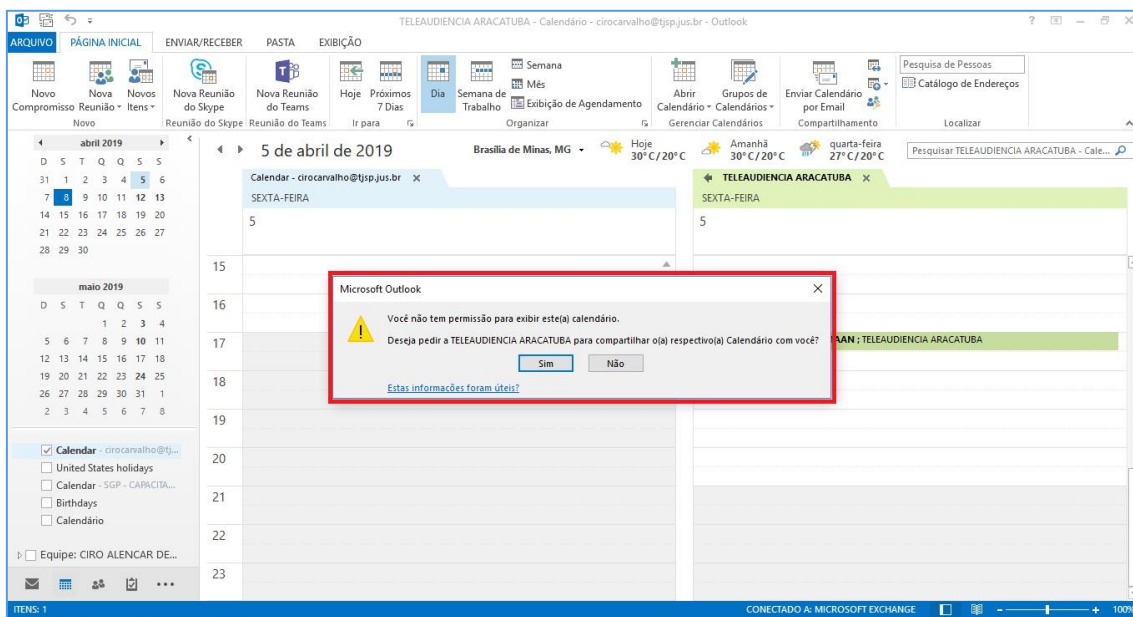 TELEAUDIENCIA ARACATUBA - Calendário - cirocarvalho@tjsp.jus.br - Outlook
ARQUIVO PÁGINA INICIAL ENVIAR/RECEBER PASTA EXIBIÇÃO
Novo Compromisso
Nova Reunião
Novos Itens
Novo
Nova Reunião do Skype
Reunião do Skype
Nova Reunião do Teams
Reunião do Teams
Hoje
Próximos 7 Dias
Ir para
Dia
Semana de Trabalho
Semana
Mês
Exibição de Agendamento
Organizar
Abrir Calendário
Grupos de Calendários
Gerenciar Calendários
Enviar Calendário por Email
Compartilhamento
Pesquisa de Pessoas
Catálogo de Endereços
Localizar
abril 2019
D S T Q Q S S
31 1 2 3 4 5 6
7 8 9 10 11 12 13
14 15 16 17 18 19 20
21 22 23 24 25 26 27
28 29 30
maio 2019
D S T Q Q S S
1 2 3 4
5 6 7 8 9 10 11
12 13 14 15 16 17 18
19 20 21 22 23 24 25
26 27 28 29 30 31 1
2 3 4 5 6 7 8
Calendar - cirocarvalho@tj...
United States holidays
Calendar - SGP - CAPACITA...
Birthdays
Calendário
Equipe: CIRO ALENCAR DE...
5 de abril de 2019
Brasília de Minas, MG
Hoje
30°C/20°C
Amanhã
30°C/20°C
quarta-feira
27°C/20°C
Pesquisar TELEAUDIENCIA ARACATUBA - Cale...
Calendar - cirocarvalho@tjsp.jus.br
TELEAUDIENCIA ARACATUBA
SEXTA-FEIRA
SEXTA-FEIRA
5
5
15
16
17
18
19
20
21
22
23
AAN ; TELEAUDIENCIA ARACATUBA
Microsoft Outlook
Você não tem permissão para exibir este(a) calendário.
Deseja pedir a TELEAUDIENCIA ARACATUBA para compartilhar o(a) respectivo(a) Calendário com você?
Sim
Não
Estas informações foram úteis?
ITENS: 1
CONECTADO A: MICROSOFT EXCHANGE
100%